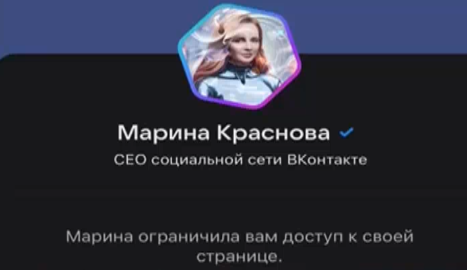 Марина Краснова
CEO социальной сети ВКонтакте
Марина ограничила вам доступ к своей
странице.